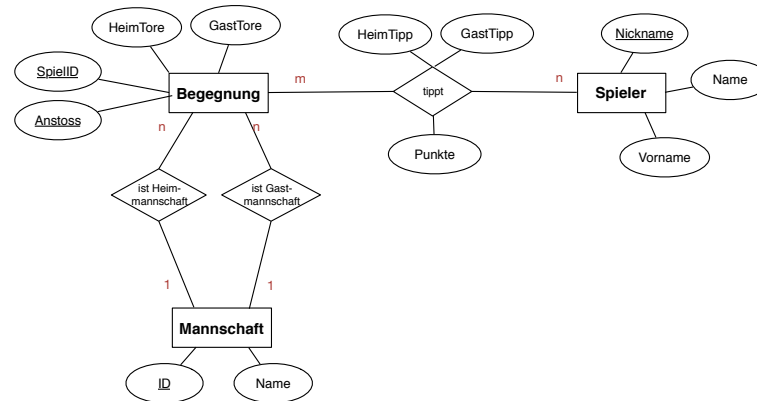 HeimTore
GastTore
HeimTipp
GastTipp
Nickname
SpielID
Begegnung
m
tippt
n
Spieler
Name
Anstoss
n
n
Punkte
Vorname
ist Heim-
mannschaft
ist Gast-
mannschaft
1
1
Mannschaft
ID
Name